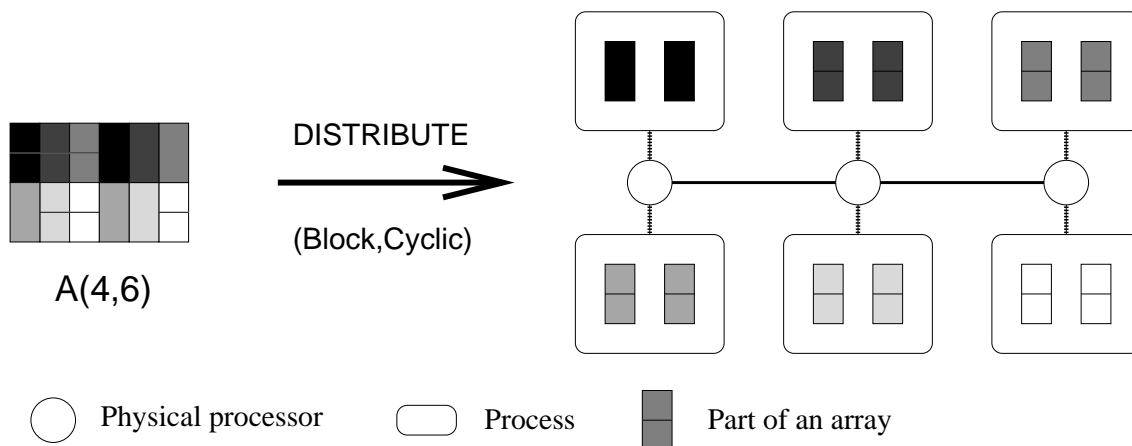 DISTRIBUTE
(Block,Cyclic)
A(4,6)
Physical processor
Process
Part of an array